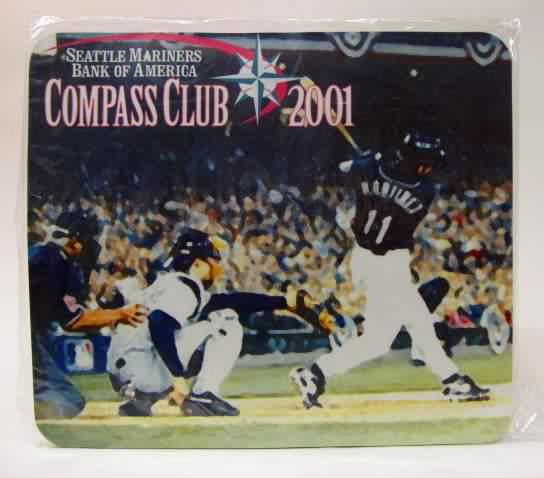 SEATTLE MARINERS
BANK OF AMERICA
COMPASS CLUB 2001
MARTINEZ
11